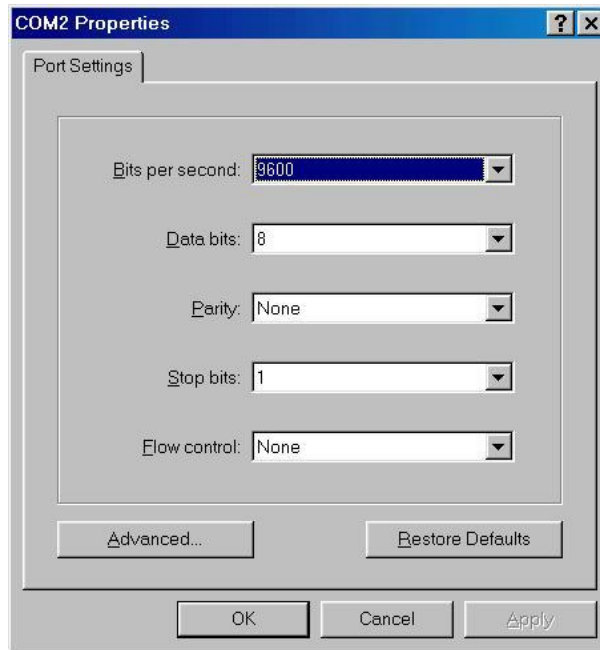 COM2 Properties
Port Settings
Bits per second: 9600
Data bits: 8
Parity: None
Stop bits: 1
Flow control: None
Advanced... Restore Defaults
OK Cancel Apply